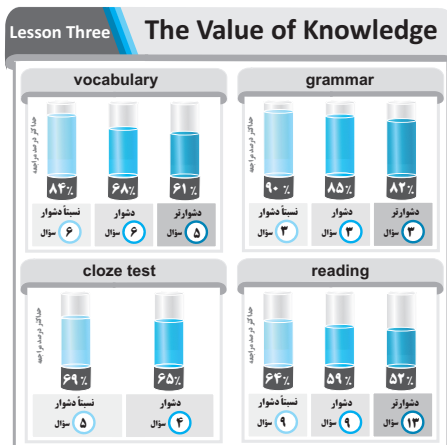 Lesson Three
The Value of Knowledge
vocabulary
حداکثر درصد مراجعه
۸۴٪ ۶۸٪ ۶۱٪
نسبتاً دشوار دشوار دشوارتر
۶ سؤال ۶ سؤال ۵ سؤال
grammar
حداکثر درصد مراجعه
۹۰٪ ۸۵٪ ۸۲٪
نسبتاً دشوار دشوار دشوارتر
۳ سؤال ۳ سؤال ۳ سؤال
cloze test
حداکثر درصد مراجعه
۶۹٪ ۶۵٪
نسبتاً دشوار دشوار
۵ سؤال ۴ سؤال
reading
حداکثر درصد مراجعه
۶۴٪ ۵۹٪ ۵۲٪
نسبتاً دشوار دشوار دشوارتر
۹ سؤال ۹ سؤال ۱۳ سؤال